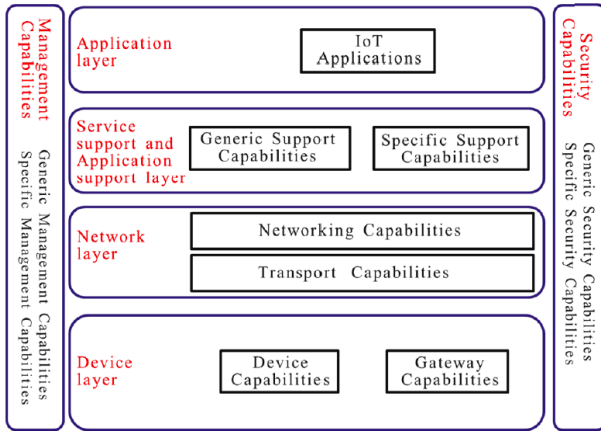 Management
Capabilities
Generic Management Capabilities
Specific Management Capabilities
Application
layer
IoT
Applications
Service
support and
Application
support layer
Generic Support
Capabilities
Specific Support
Capabilities
Network
layer
Networking Capabilities
Transport Capabilities
Device
layer
Device
Capabilities
Gateway
Capabilities
Security
Capabilities
Generic Security Capabilities
Specific Security Capabilities